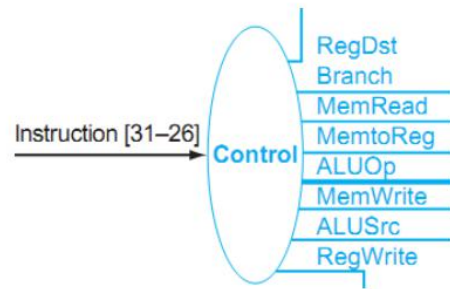 RegDst
Branch
MemRead
Instruction [31–26]
MemtoReg
Control
ALUOp
MemWrite
ALUSrc
RegWrite